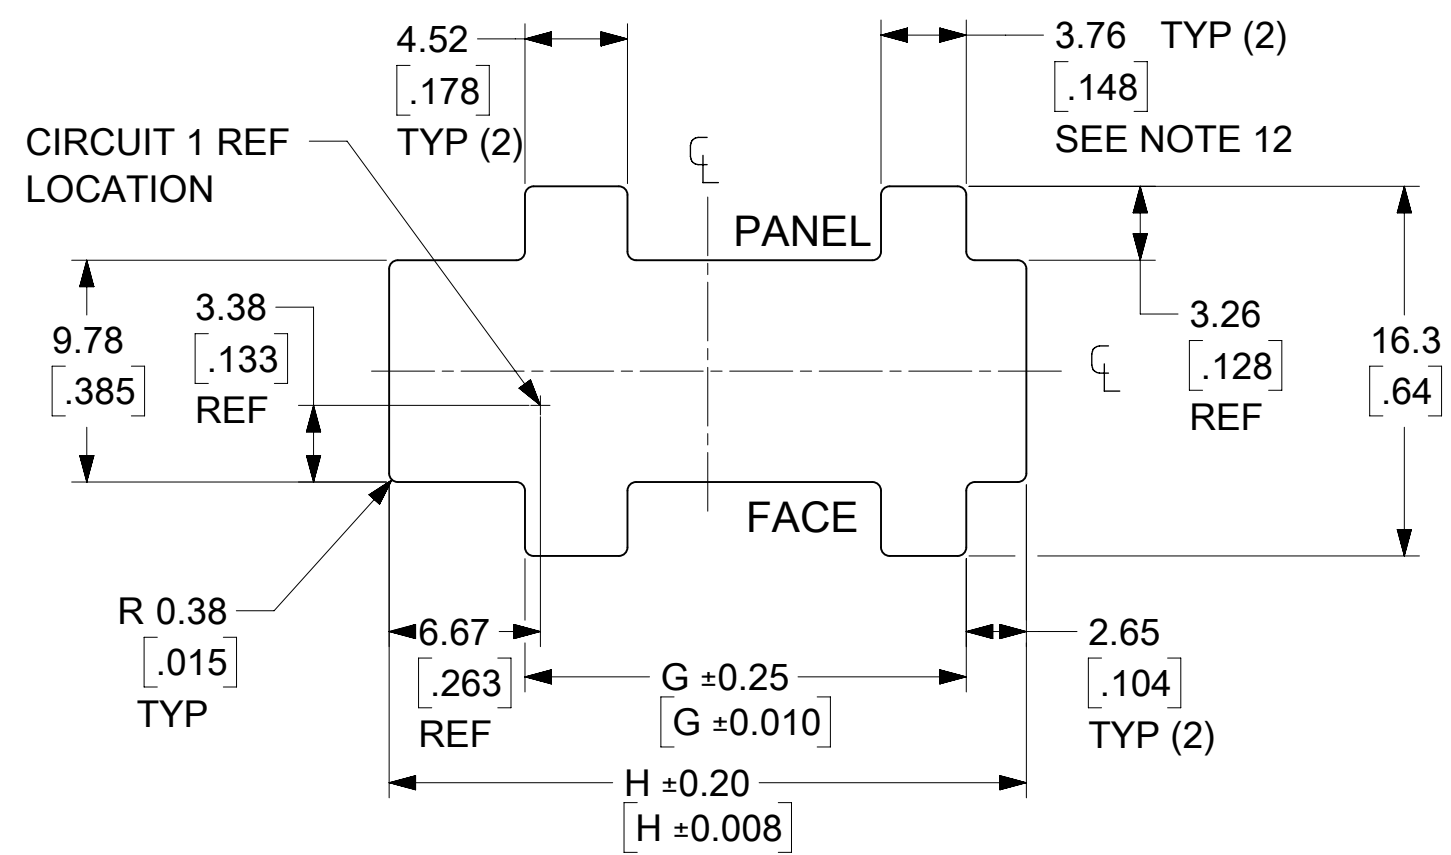 4.52
[.178]
TYP (2)
3.76 TYP (2)
[.148]
SEE NOTE 12
CIRCUIT 1 REF
LOCATION
CL
PANEL
9.78
[.385]
3.38
[.133]
REF
CL
3.26
[.128]
REF
16.3
[.64]
FACE
R 0.38
[.015]
TYP
6.67
[.263]
REF
G ±0.25
[G ±0.010]
2.65
[.104]
TYP (2)
H ±0.20
[H ±0.008]